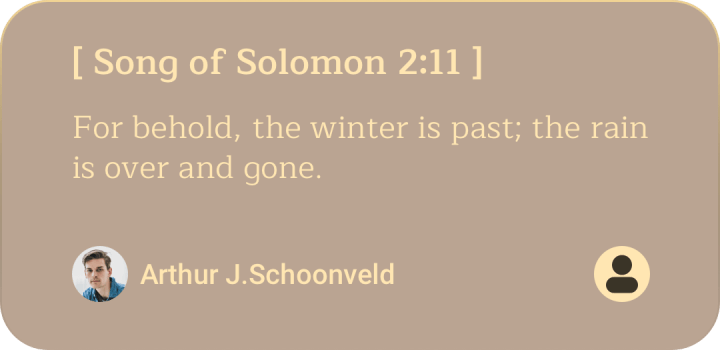 [ Song of Solomon 2:11 ]
For behold, the winter is past; the rain
is over and gone.
Arthur J.Schoonveld